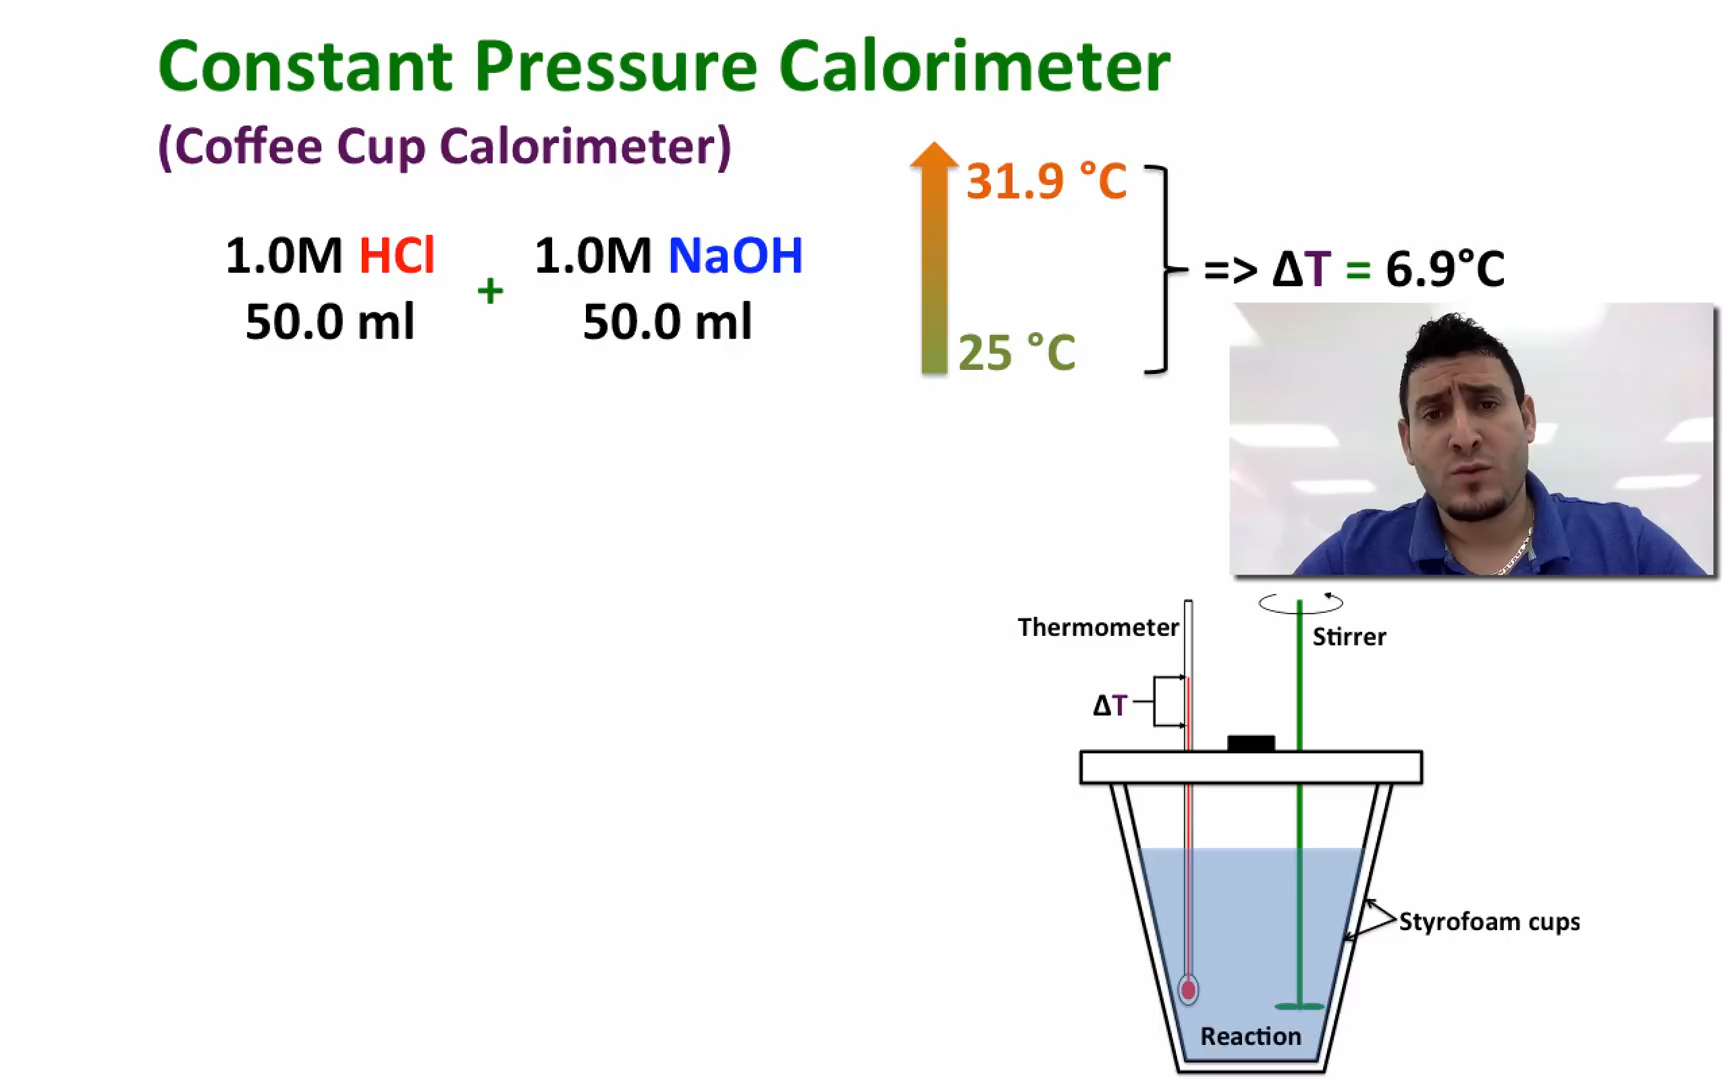 Constant Pressure Calorimeter
(Coffee Cup Calorimeter)
1.0M HCl + 1.0M NaOH
50.0 ml 50.0 ml
31.9 °C
25 °C
=> ΔT = 6.9°C
Thermometer
Stirrer
ΔT
Styrofoam cups
Reaction